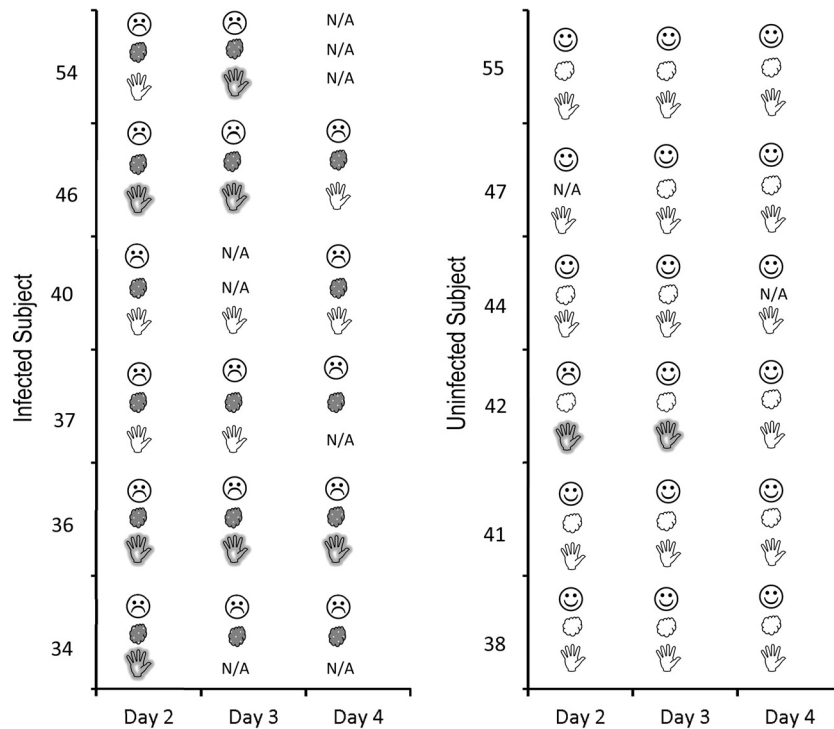 Infected Subject
54
N/A
N/A
N/A
46
40
N/A
N/A
37
N/A
36
34
N/A N/A
Day 2 Day 3 Day 4
Uninfected Subject
55
47
N/A
44
N/A
42
41
38
Day 2 Day 3 Day 4